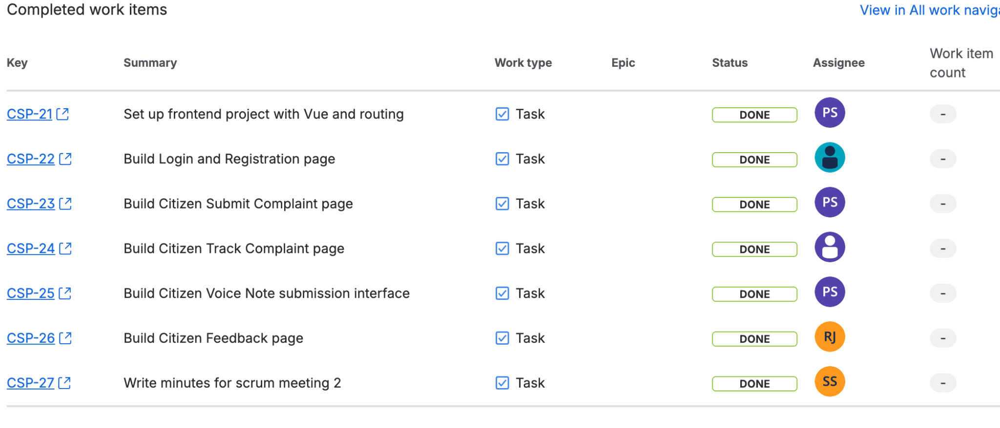 Completed work items
View in All work naviga
Key Summary Work type Epic Status Assignee Work item count
CSP-21 Set up frontend project with Vue and routing Task DONE PS -
CSP-22 Build Login and Registration page Task DONE -
CSP-23 Build Citizen Submit Complaint page Task DONE PS -
CSP-24 Build Citizen Track Complaint page Task DONE -
CSP-25 Build Citizen Voice Note submission interface Task DONE PS -
CSP-26 Build Citizen Feedback page Task DONE RJ -
CSP-27 Write minutes for scrum meeting 2 Task DONE SS -